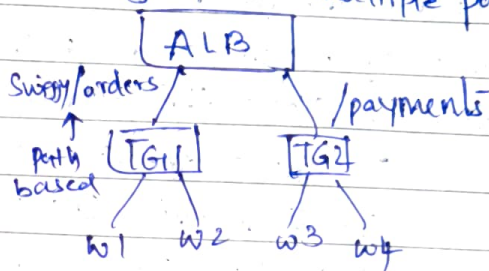 ALB
Swiggy/orders
/payments
path
based
TG1
TG2
w1 w2 w3 w4